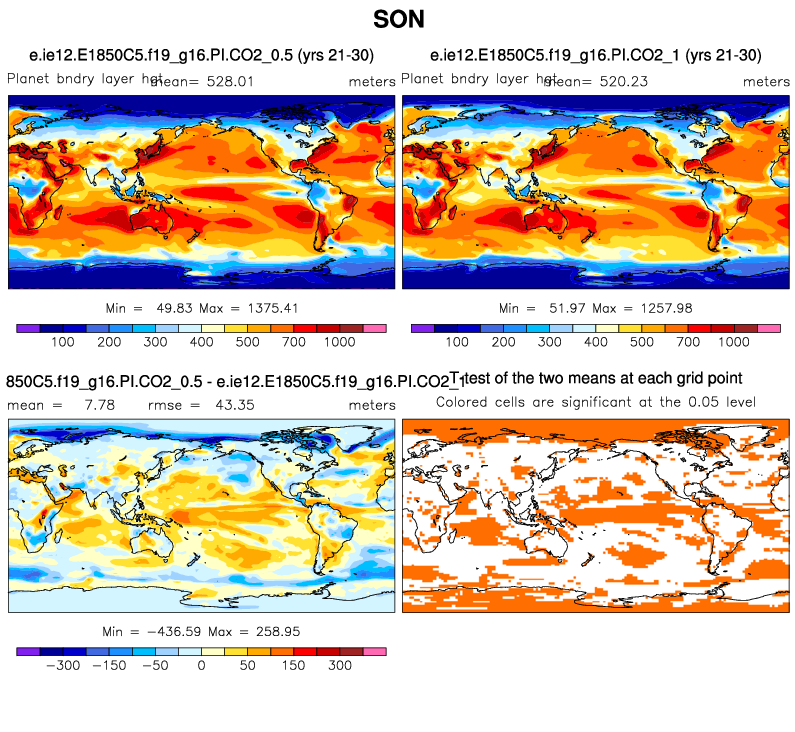 SON
e.ie12.E1850C5.f19_g16.PI.CO2_0.5 (yrs 21-30)
Planet bndry layer hgt mean= 528.01 meters
Min = 49.83 Max = 1375.41
100 200 300 400 500 700 1000
e.ie12.E1850C5.f19_g16.PI.CO2_1 (yrs 21-30)
Planet bndry layer hgt mean= 520.23 meters
Min = 51.97 Max = 1257.98
100 200 300 400 500 700 1000
850C5.f19_g16.PI.CO2_0.5 - e.ie12.E1850C5.f19_g16.PI.CO2_1
mean = 7.78 rmse = 43.35 meters
Min = -436.59 Max = 258.95
-300 -150 -50 0 50 150 300
T-test of the two means at each grid point
Colored cells are significant at the 0.05 level